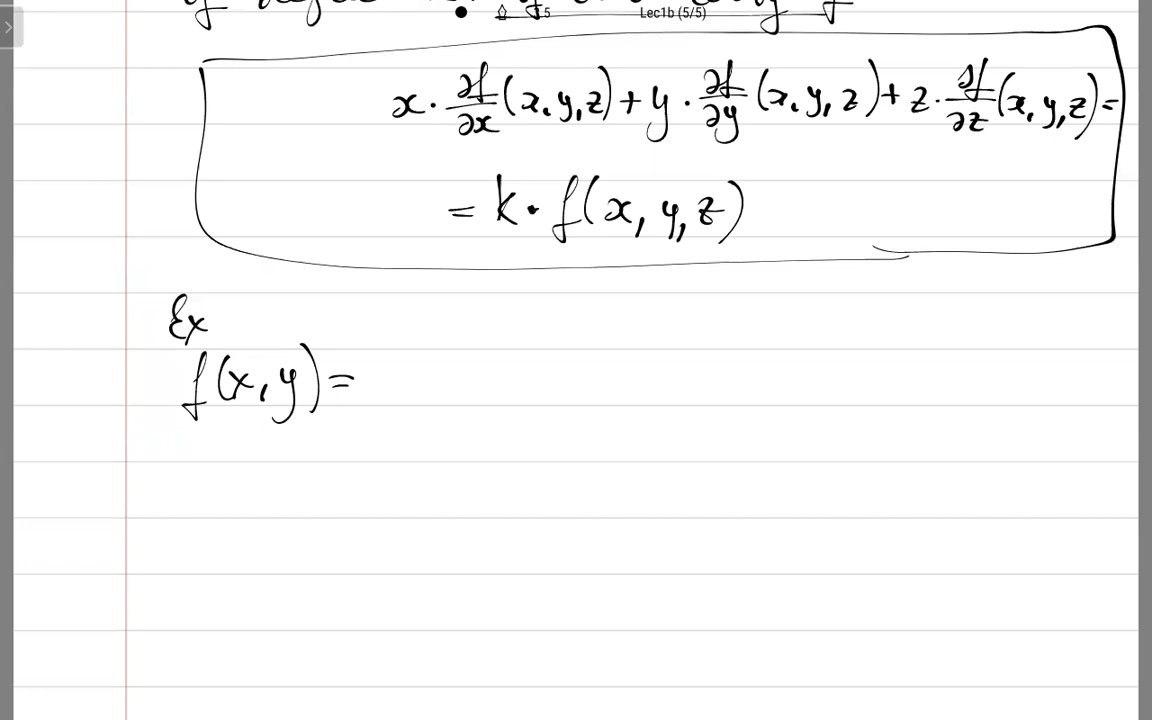 Lec1b (5/5)
x · ∂f/∂x (x, y, z) + y · ∂f/∂y (x, y, z) + z · ∂f/∂z (x, y, z) =
= k · f(x, y, z)
Ex
f(x, y) =